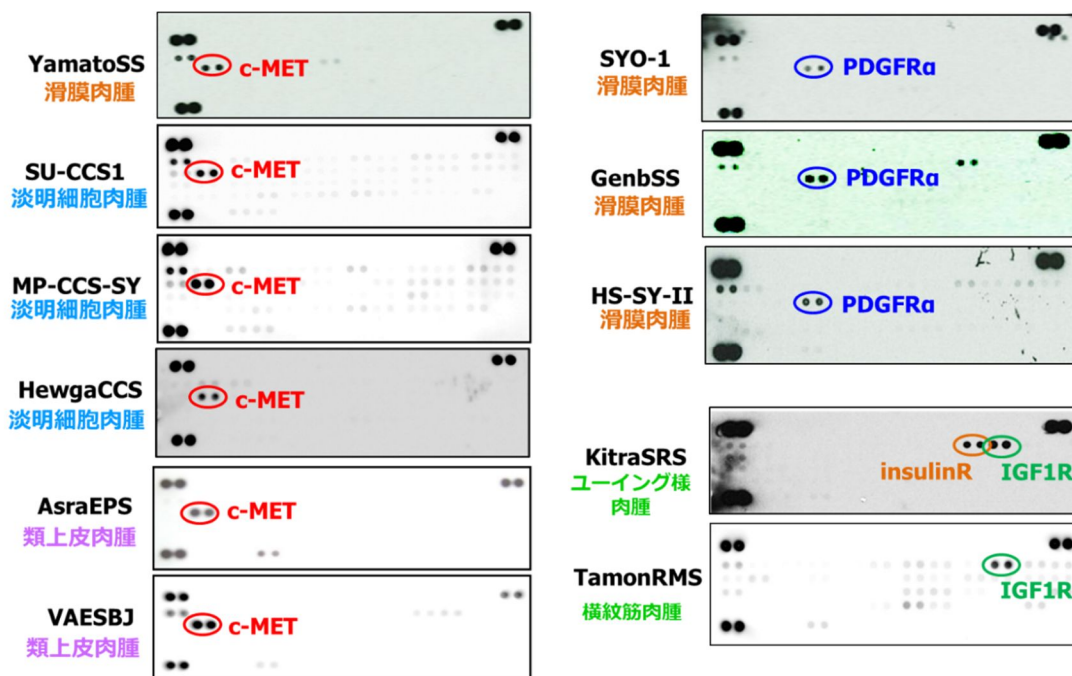 YamatoSS
滑膜肉腫
c-MET
SU-CCS1
淡明細胞肉腫
c-MET
MP-CCS-SY
淡明細胞肉腫
c-MET
HewgaCCS
淡明細胞肉腫
c-MET
AsraEPS
類上皮肉腫
c-MET
VAESBJ
類上皮肉腫
c-MET
SYO-1
滑膜肉腫
PDGFRα
GenbSS
滑膜肉腫
PDGFRα
HS-SY-II
滑膜肉腫
PDGFRα
KitraSRS
ユーイング様
肉腫
insulinR
IGF1R
TamonRMS
横紋筋肉腫
IGF1R